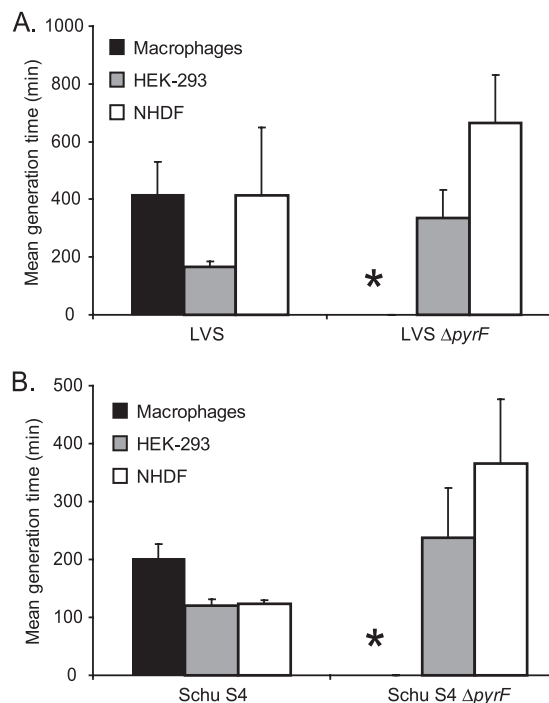 A.
Mean generation time (min)
1000
800
600
400
200
0
Macrophages
HEK-293
NHDF
*
LVS
LVS ΔpyrF
B.
Mean generation time (min)
500
400
300
200
100
0
Macrophages
HEK-293
NHDF
*
Schu S4
Schu S4 ΔpyrF